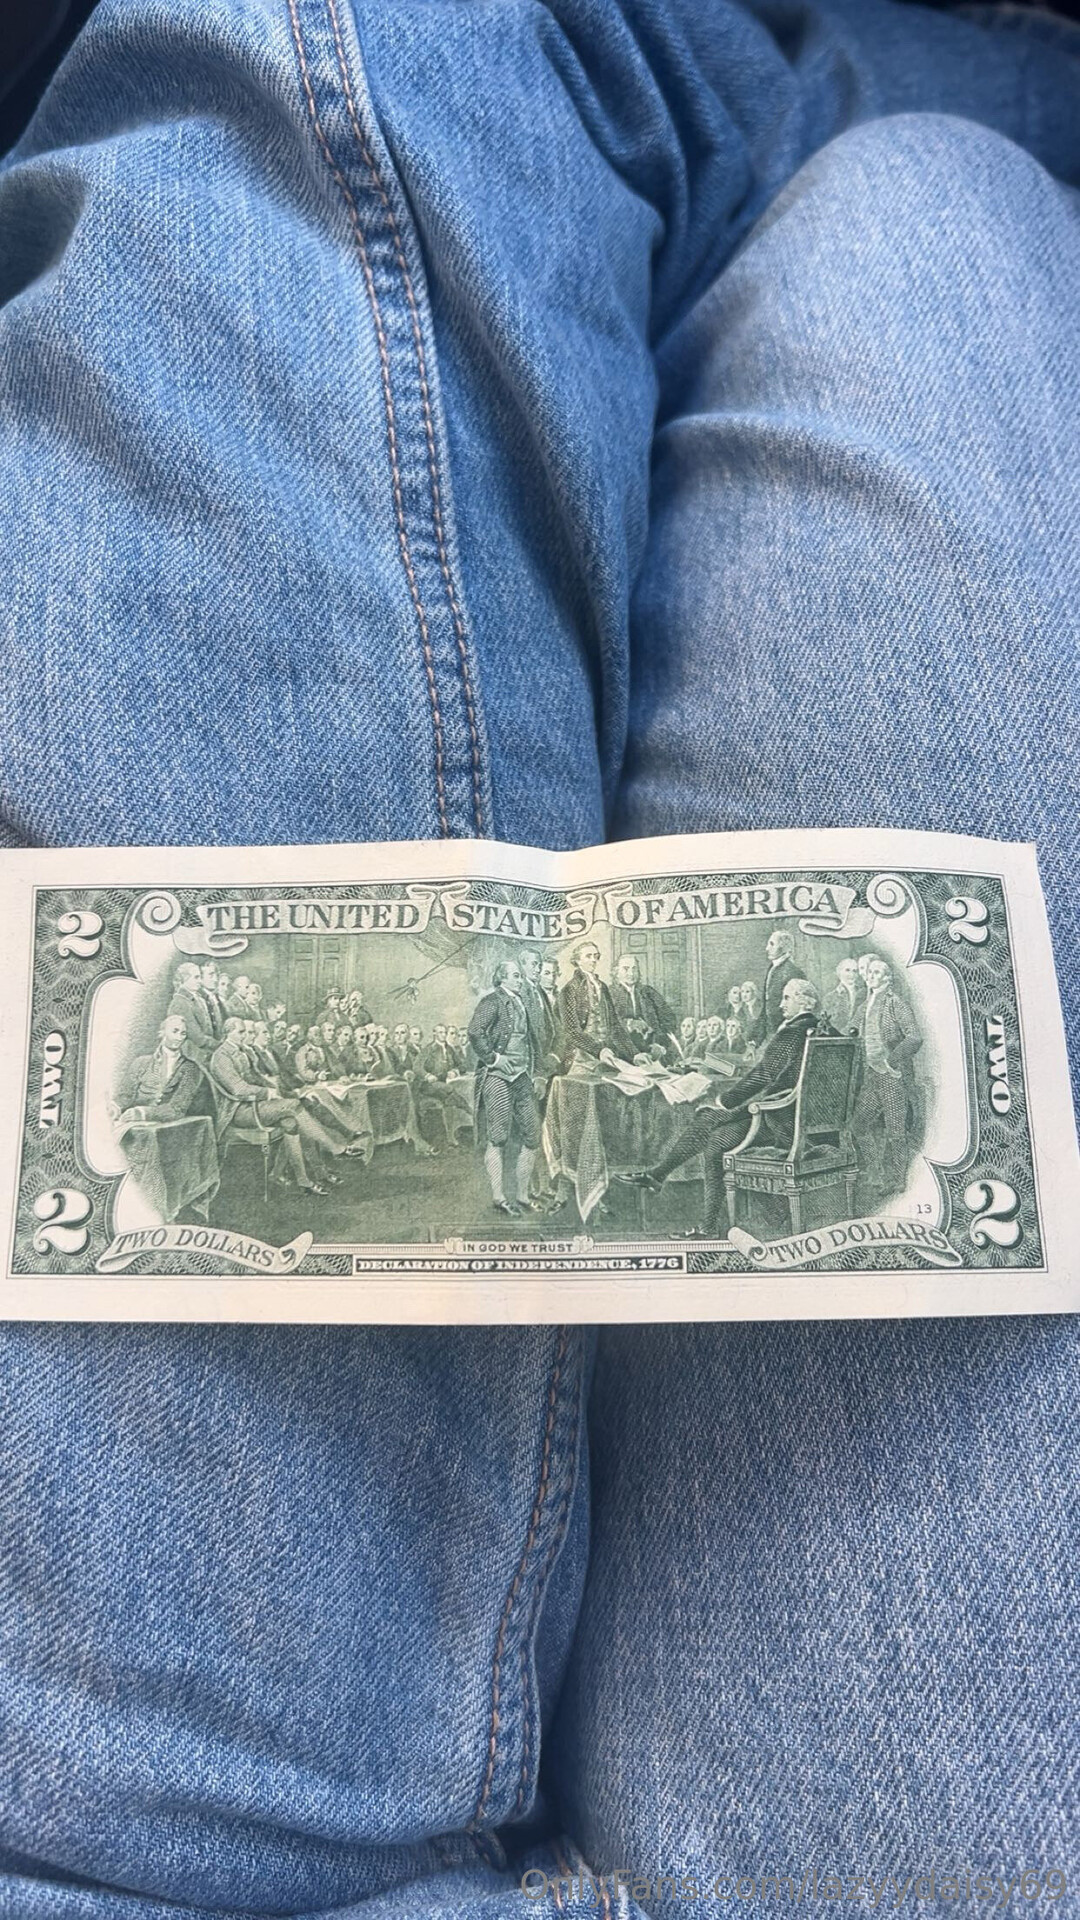 THE UNITED STATES OF AMERICA
2
2
TWO
TWO
2
2
13
TWO DOLLARS
TWO DOLLARS
IN GOD WE TRUST
DECLARATION OF INDEPENDENCE, 1776
OnlyFans.com/lazyydaisy69